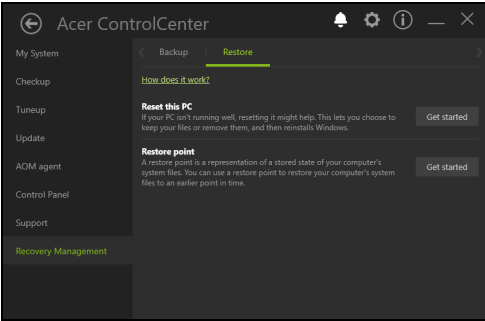 Acer ControlCenter
My System
Checkup
Tuneup
Update
AOM agent
Control Panel
Support
Recovery Management
Backup
Restore
How does it work?
Reset this PC
If your PC isn't running well, resetting it might help. This lets you choose to
keep your files or remove them, and then reinstalls Windows.
Get started
Restore point
A restore point is a representation of a stored state of your computer's
system files. You can use a restore point to restore your computer's system
files to an earlier point in time.
Get started